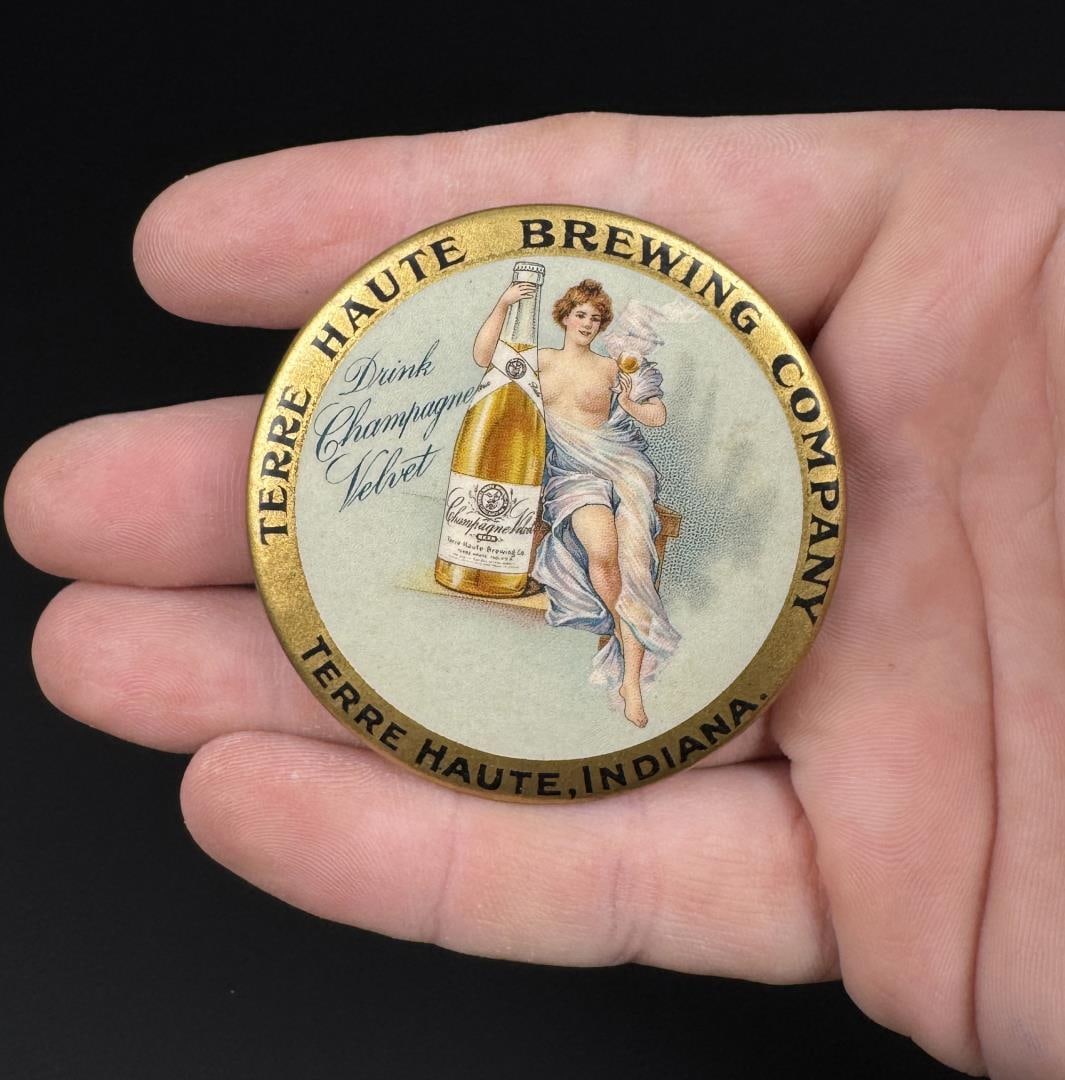 TERRE HAUTE BREWING COMPANY
Drink
Champagne
Velvet
Champagne Velvet
Terre Haute Brewing Co.
TERRE HAUTE, INDIANA.